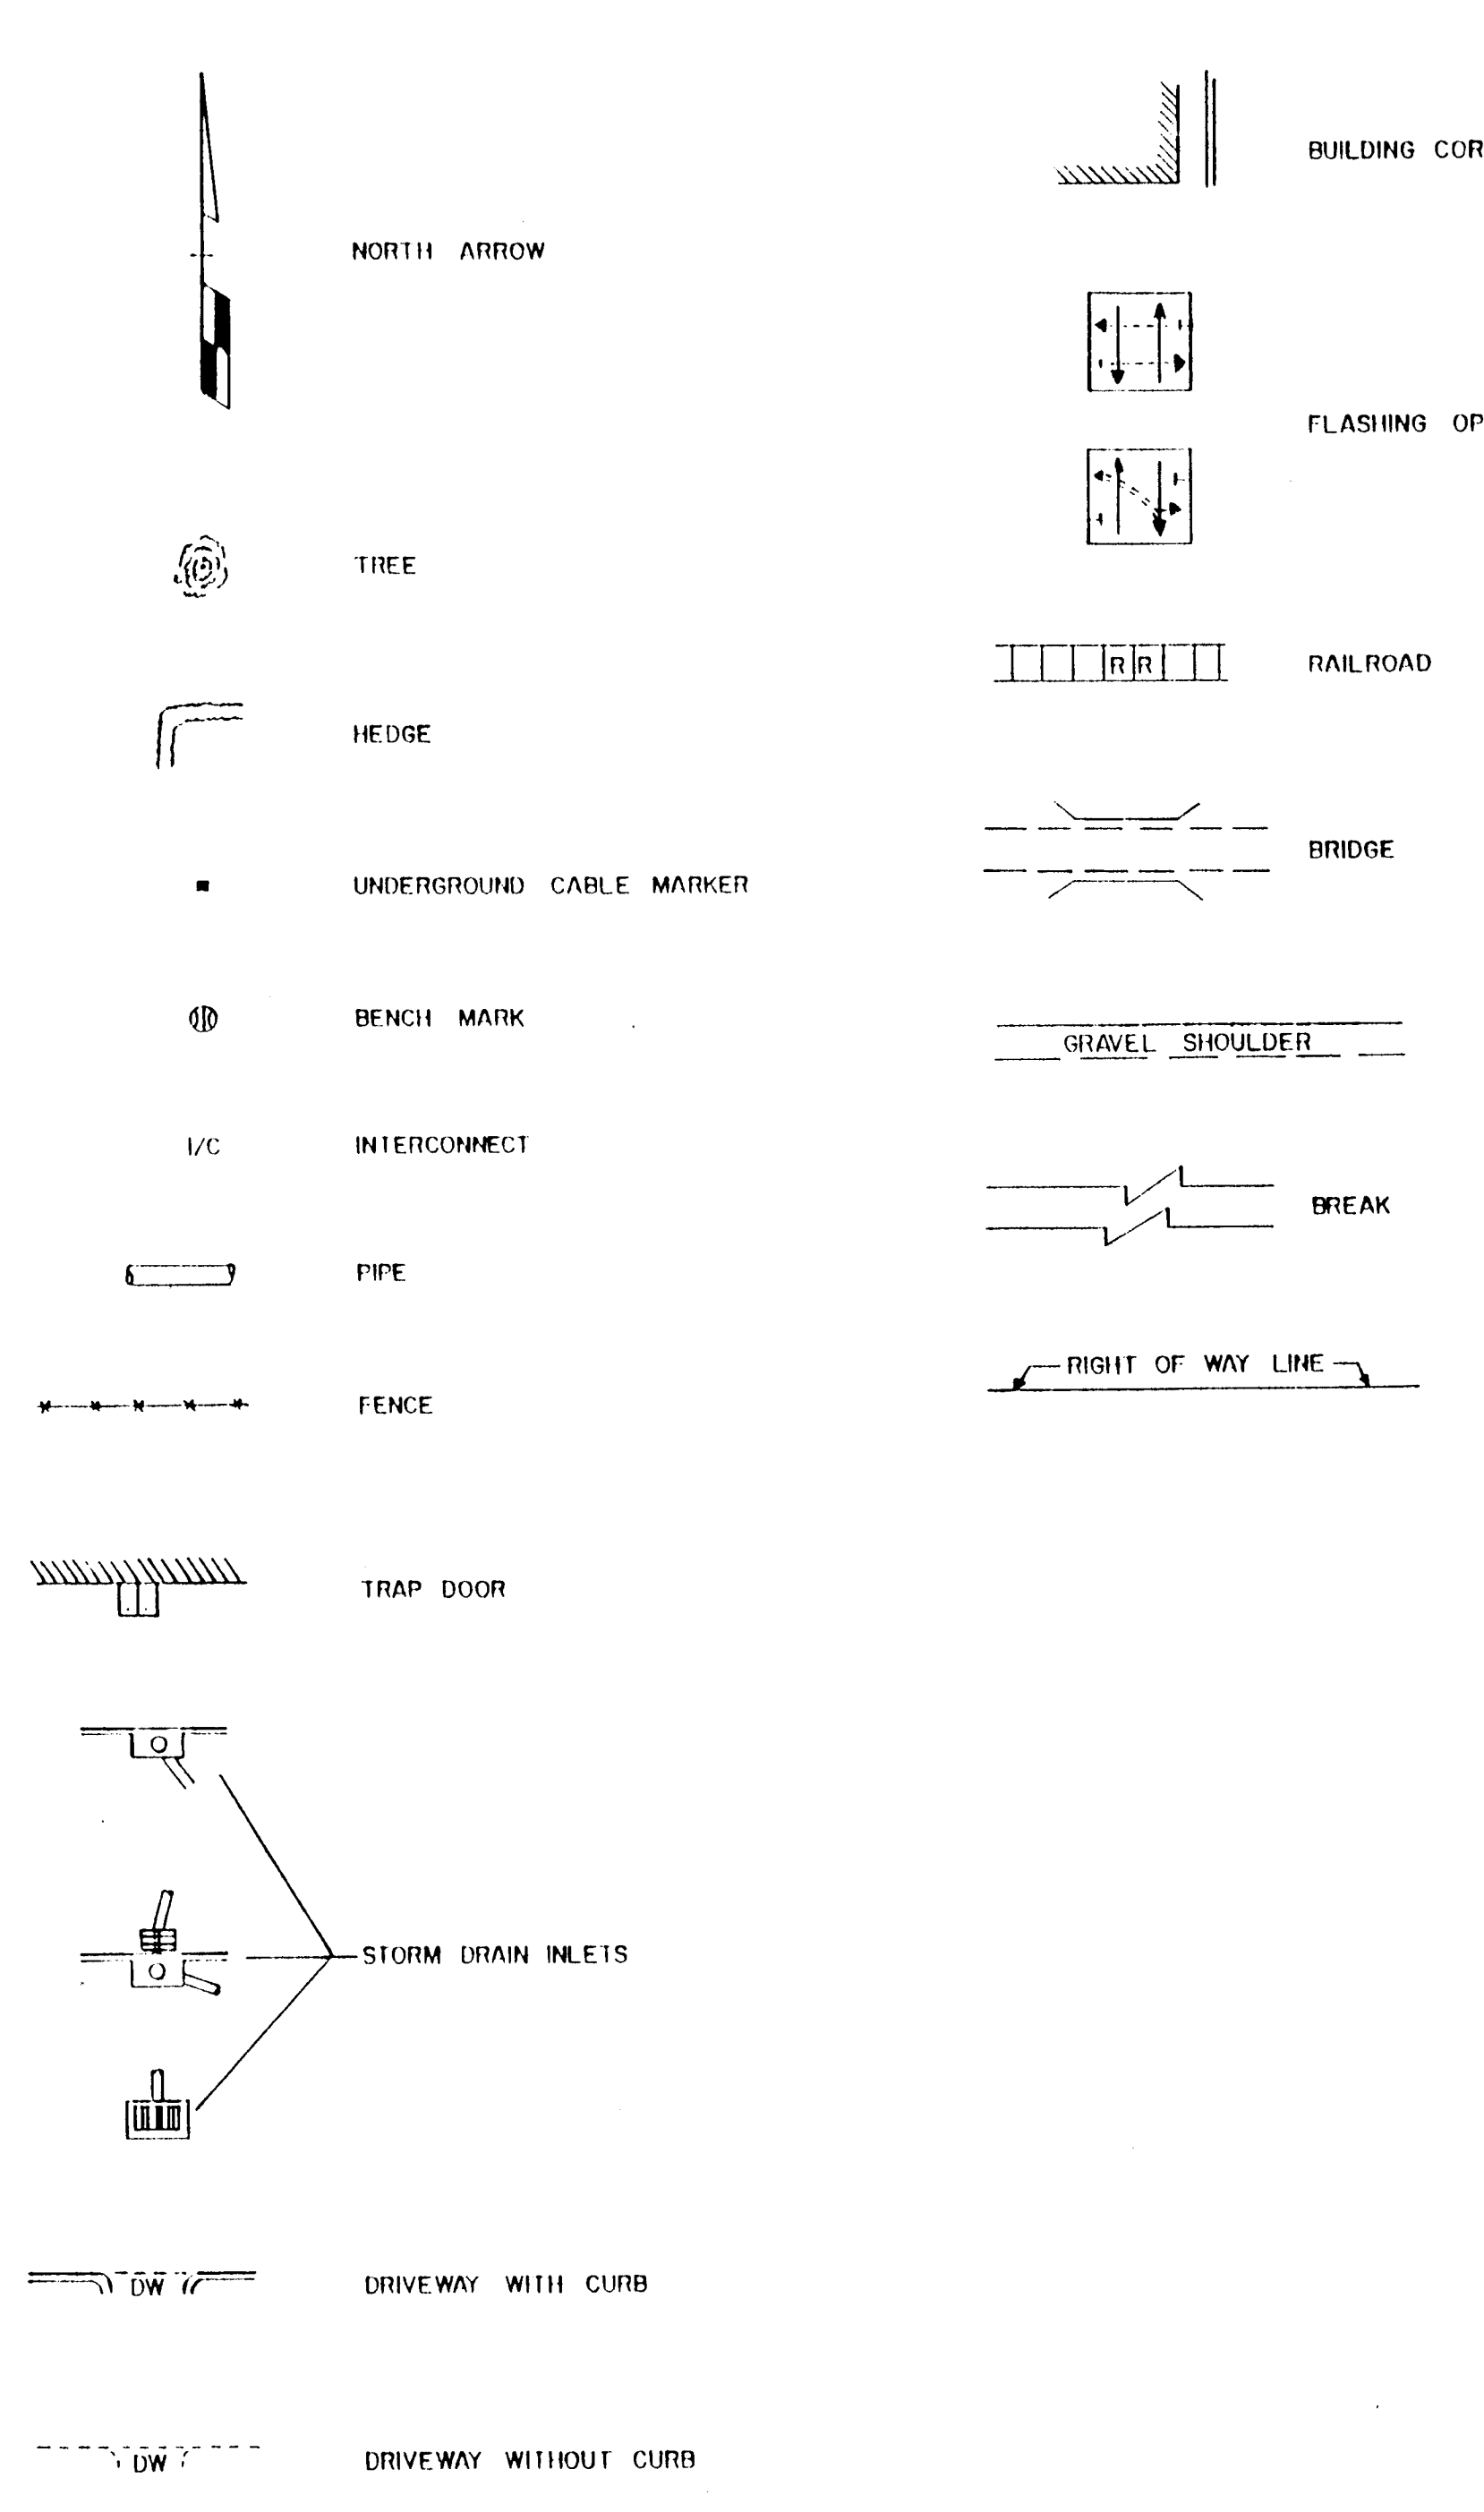 NORTH ARROW
TREE
HEDGE
UNDERGROUND CABLE MARKER
BENCH MARK
I/C INTERCONNECT
PIPE
FENCE
TRAP DOOR
STORM DRAIN INLETS
DW DRIVEWAY WITH CURB
DW DRIVEWAY WITHOUT CURB
BUILDING COR
FLASHING OP
RR RAILROAD
BRIDGE
GRAVEL SHOULDER
BREAK
RIGHT OF WAY LINE